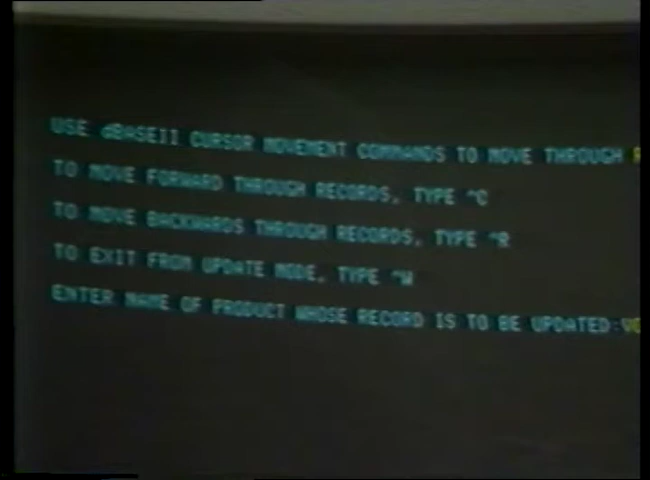 USE dBASEII CURSOR MOVEMENT COMMANDS TO MOVE THROUGH
TO MOVE FORWARD THROUGH RECORDS, TYPE ^C
TO MOVE BACKWARDS THROUGH RECORDS, TYPE ^R
TO EXIT FROM UPDATE MODE, TYPE ^W
ENTER NAME OF PRODUCT WHOSE RECORD IS TO BE UPDATED: